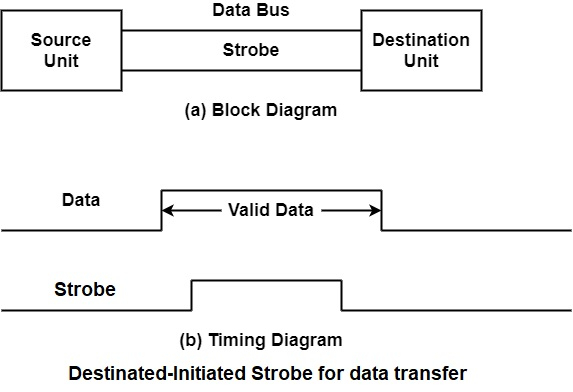 Data Bus
Source
Unit
Strobe
Destination
Unit
(a) Block Diagram
Data
Valid Data
Strobe
(b) Timing Diagram
Destinated-Initiated Strobe for data transfer